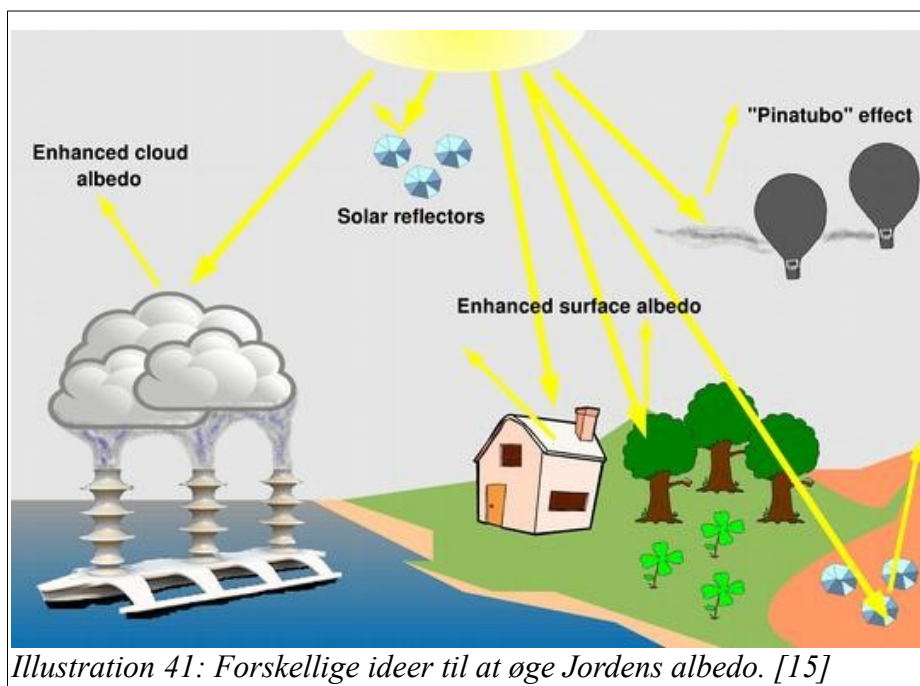 "Pinatubo" effect
Enhanced cloud
albedo
Solar reflectors
Enhanced surface albedo
Illustration 41: Forskellige ideer til at øge Jordens albedo. [15]